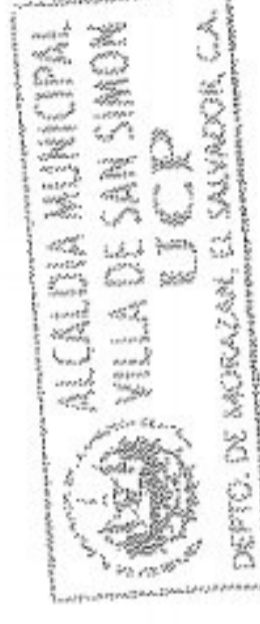 ALCALDIA MUNICIPAL
VILLA DE SAN SIMON
UCP
DEPTO. DE MORAZAN, EL SALVADOR, C.A.